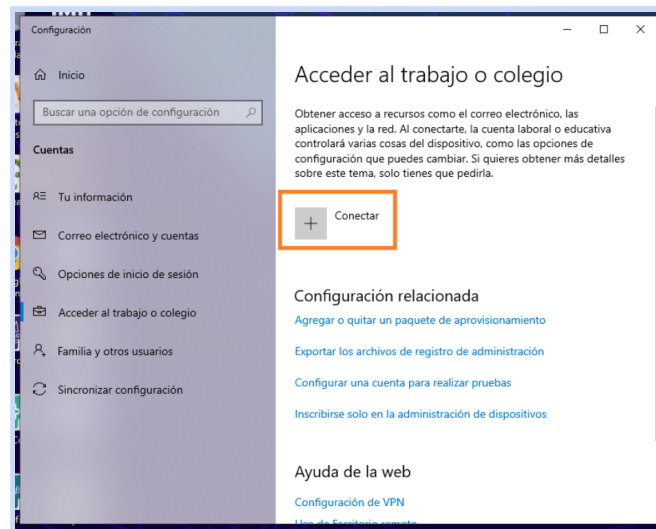 Configuración
Inicio
Buscar una opción de configuración
Cuentas
Tu información
Correo electrónico y cuentas
Opciones de inicio de sesión
Acceder al trabajo o colegio
Familia y otros usuarios
Sincronizar configuración
Acceder al trabajo o colegio
Obtener acceso a recursos como el correo electrónico, las
aplicaciones y la red. Al conectarte, la cuenta laboral o educativa
controlará varias cosas del dispositivo, como las opciones de
configuración que puedes cambiar. Si quieres obtener más detalles
sobre este tema, solo tienes que pedirla.
Conectar
Configuración relacionada
Agregar o quitar un paquete de aprovisionamiento
Exportar los archivos de registro de administración
Configurar una cuenta para realizar pruebas
Inscribirse solo en la administración de dispositivos
Ayuda de la web
Configuración de VPN
Uso de Escritorio remoto